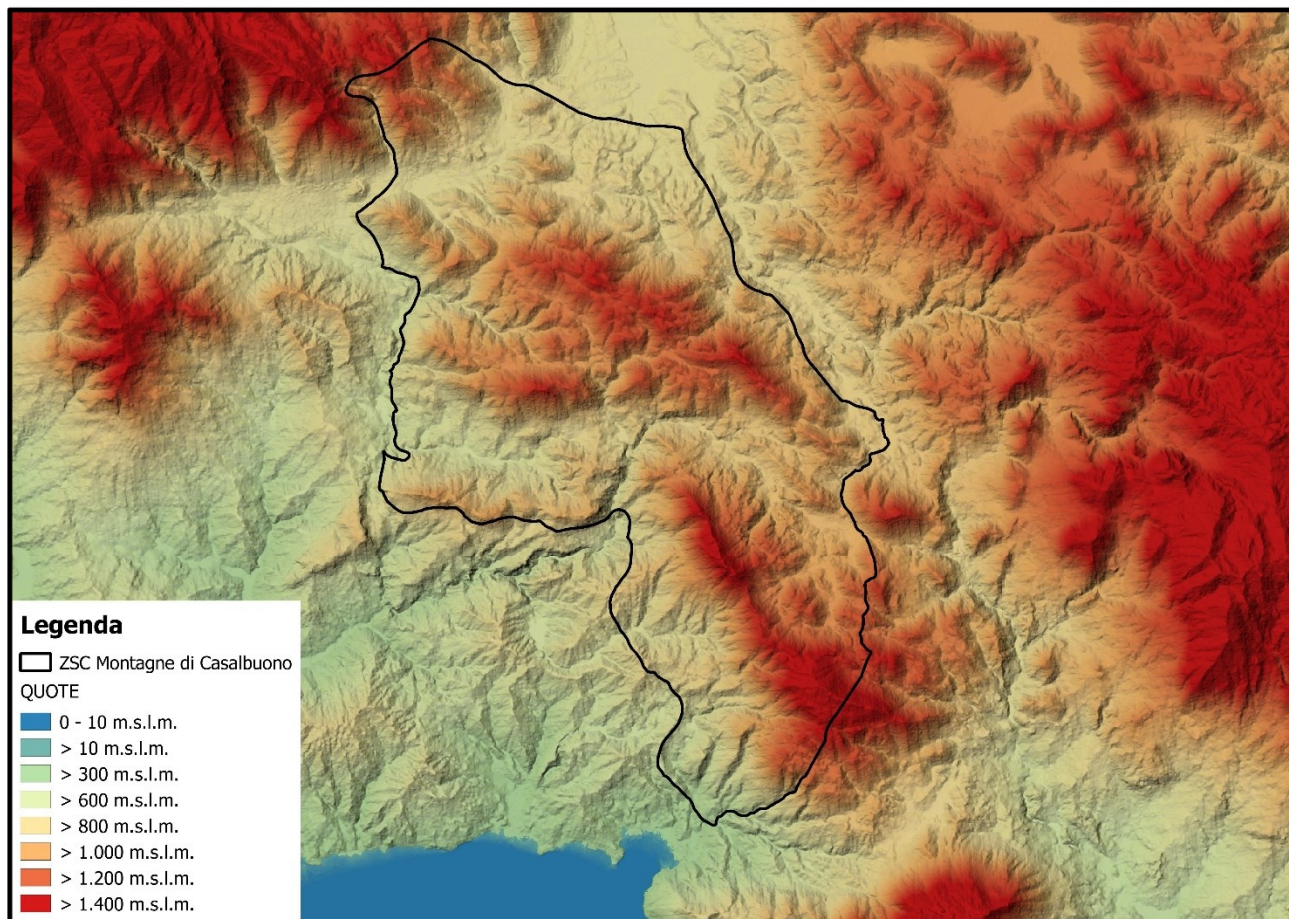 Legenda
ZSC Montagne di Casalbuono
QUOTE
0 - 10 m.s.l.m.
> 10 m.s.l.m.
> 300 m.s.l.m.
> 600 m.s.l.m.
> 800 m.s.l.m.
> 1.000 m.s.l.m.
> 1.200 m.s.l.m.
> 1.400 m.s.l.m.